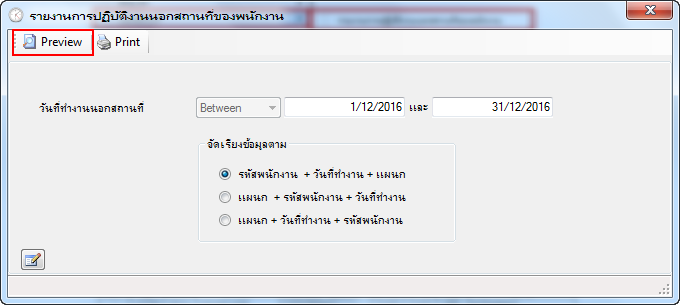 รายงานการปฏิบัติงานนอกสถานที่ของพนักงาน
Preview Print
วันที่ทำงานนอกสถานที่ Between 1/12/2016 และ 31/12/2016
จัดเรียงข้อมูลตาม
รหัสพนักงาน + วันที่ทำงาน + แผนก
แผนก + รหัสพนักงาน + วันที่ทำงาน
แผนก + วันที่ทำงาน + รหัสพนักงาน